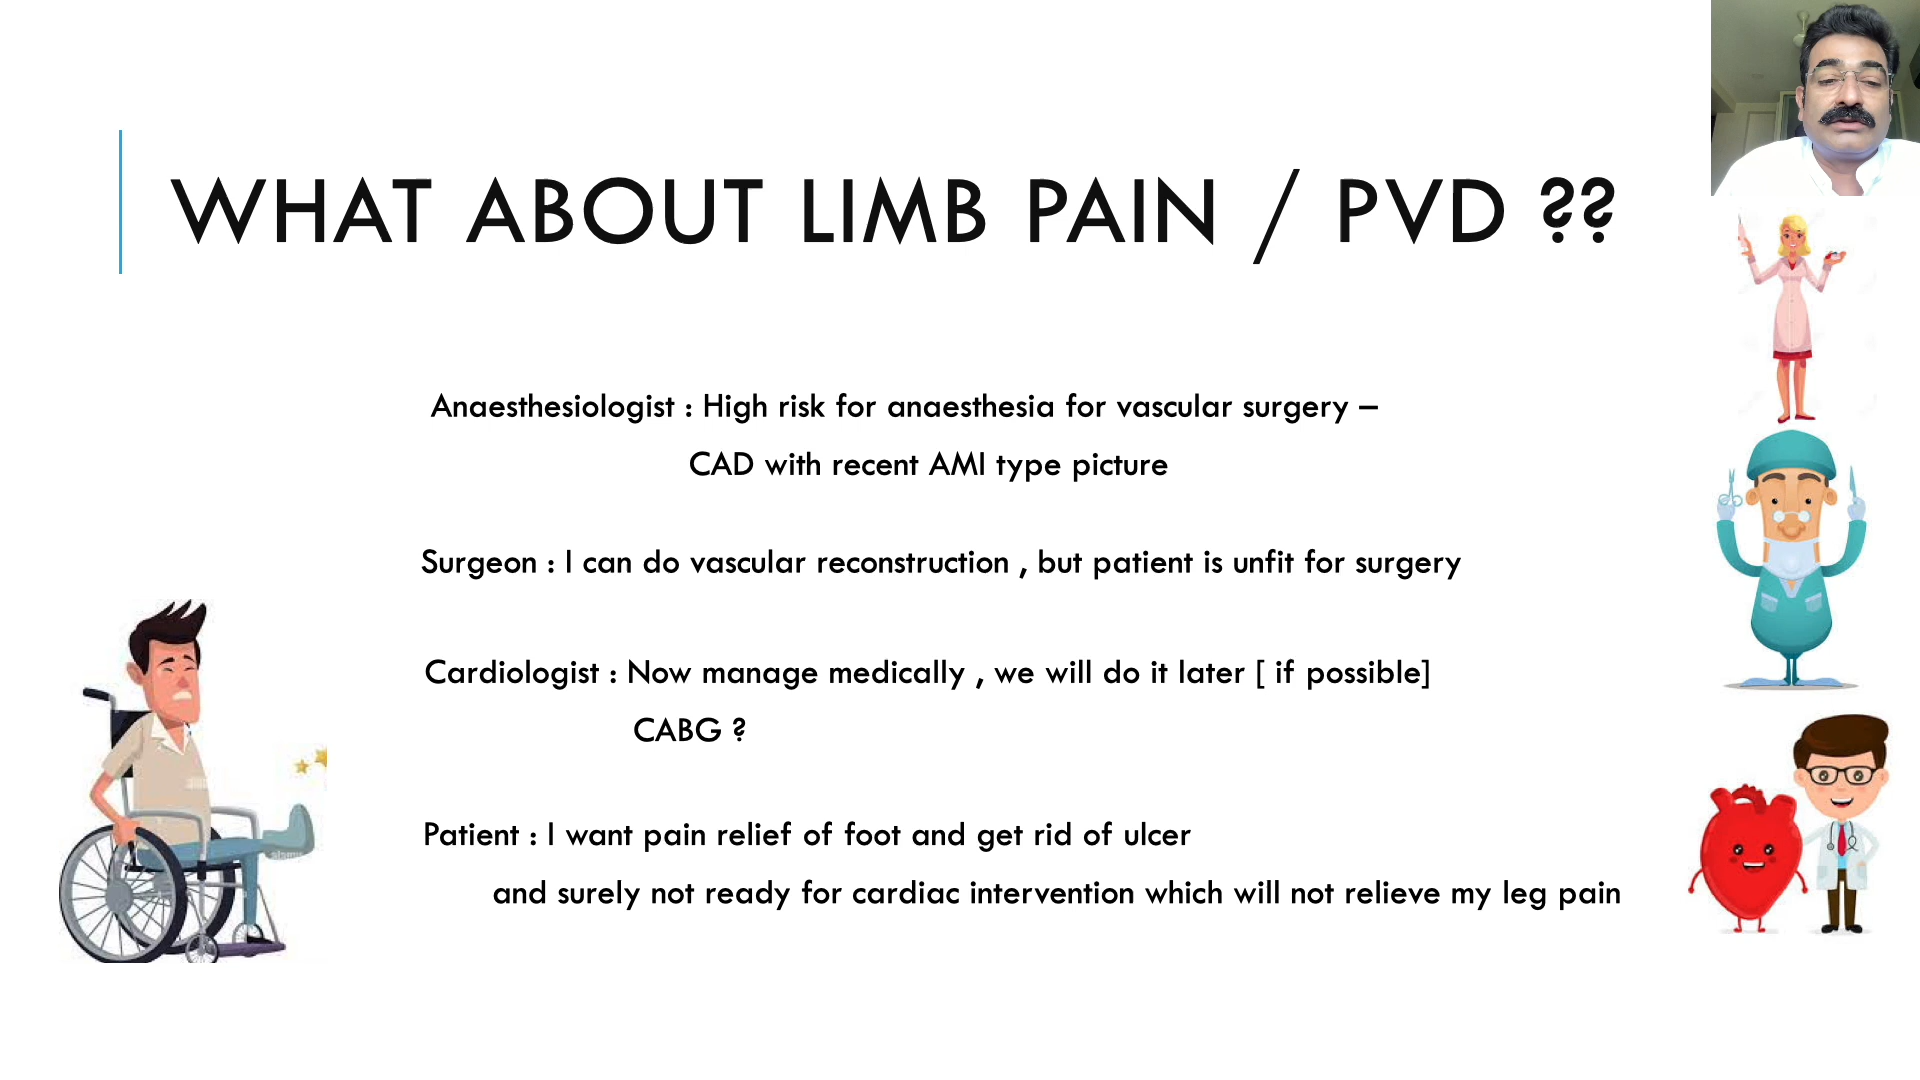 WHAT ABOUT LIMB PAIN / PVD ??
Anaesthesiologist : High risk for anaesthesia for vascular surgery –
CAD with recent AMI type picture
Surgeon : I can do vascular reconstruction , but patient is unfit for surgery
Cardiologist : Now manage medically , we will do it later [ if possible]
CABG ?
Patient : I want pain relief of foot and get rid of ulcer
and surely not ready for cardiac intervention which will not relieve my leg pain